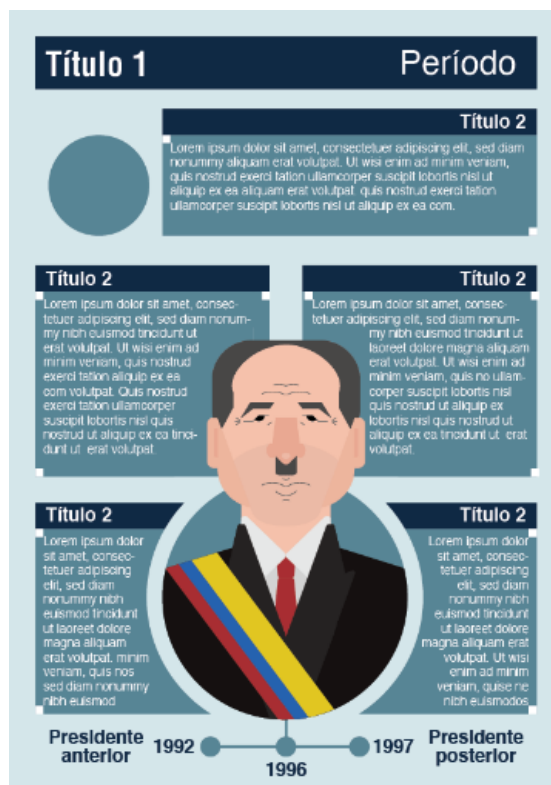 Título 1
Período
Título 2
Lorem ipsum dolor sit amet, consectetuer adipiscing elit, sed diam
nonummy aliquam erat volutpat. Ut wisi enim ad minim veniam,
quis nostrud exerci tation ullamcorper suscipit lobortis nisl ut
aliquip ex ea aliquam erat volutpat. quis nostrud exerci tation
ullamcorper suscipit lobortis nisl ut aliquip ex ea com.
Título 2
Lorem ipsum dolor sit amet, consec-
tetuer adipiscing elit, sed diam nonum-
my nibh euismod tincidunt ut
erat volutpat. Ut wisi enim ad
minim veniam, quis nostrud
exerci tation aliquip ex ea
com volutpat. Quis nostrud
exerci tation ullamcorper
suscipit lobortis nisl quis
nostrud ut aliquip ex ea tinci-
dunt ut erat volutpat.
Título 2
Lorem ipsum dolor sit amet, consec-
tetuer adipiscing elit, sed diam nonum-
my nibh euismod tincidunt ut
laoreet dolore magna aliquam
erat volutpat. Ut wisi enim ad
minim veniam, quis no ullam-
corper suscipit lobortis nisl
quis nostrud ut aliquip ex
lobortis nisl quis nostrud ut
aliquip ex ea tincidunt ut erat
volutpat.
Título 2
Lorem ipsum dolor
sit amet, consec-
tetuer adipiscing
elit, sed diam
nonummy nibh
euismod tincidunt
ut laoreet dolore
magna aliquam
erat volutpat. minim
veniam, quis nos
sed diam nonummy
nibh euismod
Título 2
Lorem ipsum dolor
sit amet, consec-
tetuer adipiscing
elit, sed diam
nonummy nibh
euismod tincidunt
ut laoreet dolore
magna aliquam erat
volutpat. Ut wisi
enim ad minim
veniam, quise ne
nibh euismodos
Presidente
anterior
1992
1996
1997
Presidente
posterior